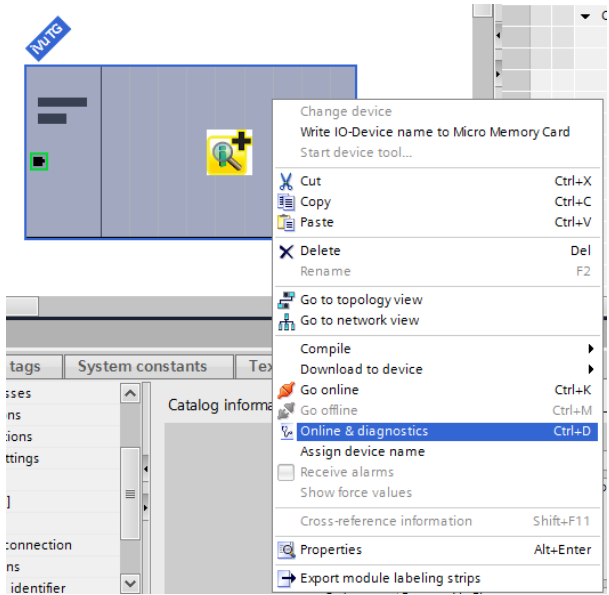 iVu TG
Change device
Write IO-Device name to Micro Memory Card
Start device tool...
Cut Ctrl+X
Copy Ctrl+C
Paste Ctrl+V
Delete Del
Rename F2
Go to topology view
Go to network view
Compile
Download to device
Go online Ctrl+K
Go offline Ctrl+M
Online & diagnostics Ctrl+D
Assign device name
Receive alarms
Show force values
Cross-reference information Shift+F11
Properties Alt+Enter
Export module labeling strips
tags System constants Tex
sses
ns
tions
ttings
]
connection
ns
identifier
Catalog informa